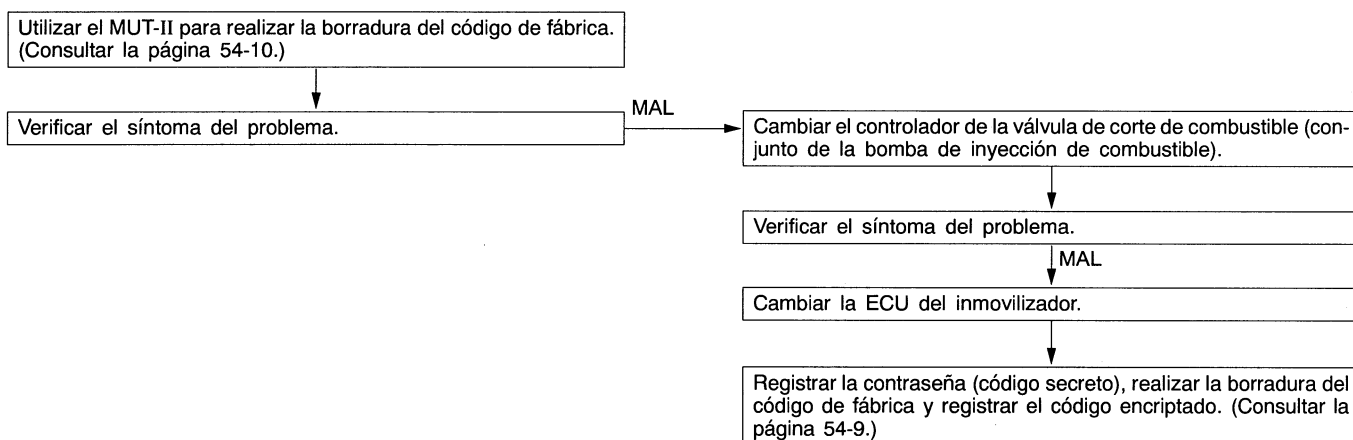 Utilizar el MUT-II para realizar la borradura del código de fábrica.
(Consultar la página 54-10.)
Verificar el síntoma del problema.
MAL
Cambiar el controlador de la válvula de corte de combustible (con-
junto de la bomba de inyección de combustible).
Verificar el síntoma del problema.
MAL
Cambiar la ECU del inmovilizador.
Registrar la contraseña (código secreto), realizar la borradura del
código de fábrica y registrar el código encriptado. (Consultar la
página 54-9.)